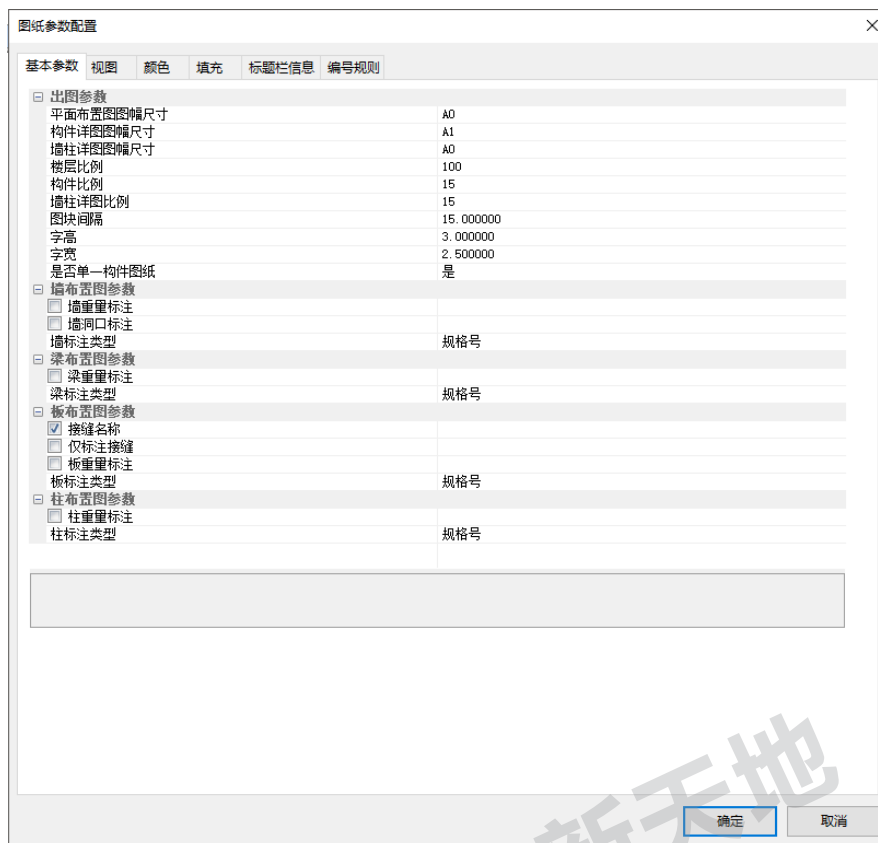 图纸参数配置
基本参数 视图 颜色 填充 标题栏信息 编号规则
出图参数
平面布置图图幅尺寸 A0
构件详图图幅尺寸 A1
墙柱详图图幅尺寸 A0
楼层比例 100
构件比例 15
墙柱详图比例 15
图块间隔 15.000000
字高 3.000000
字宽 2.500000
是否单一构件图纸 是
墙布置图参数
墙重量标注
墙洞口标注
墙标注类型 规格号
梁布置图参数
梁重量标注
梁标注类型 规格号
板布置图参数
接缝名称
仅标注接缝
板重量标注
板标注类型 规格号
柱布置图参数
柱重量标注
柱标注类型 规格号
新天地
确定 取消